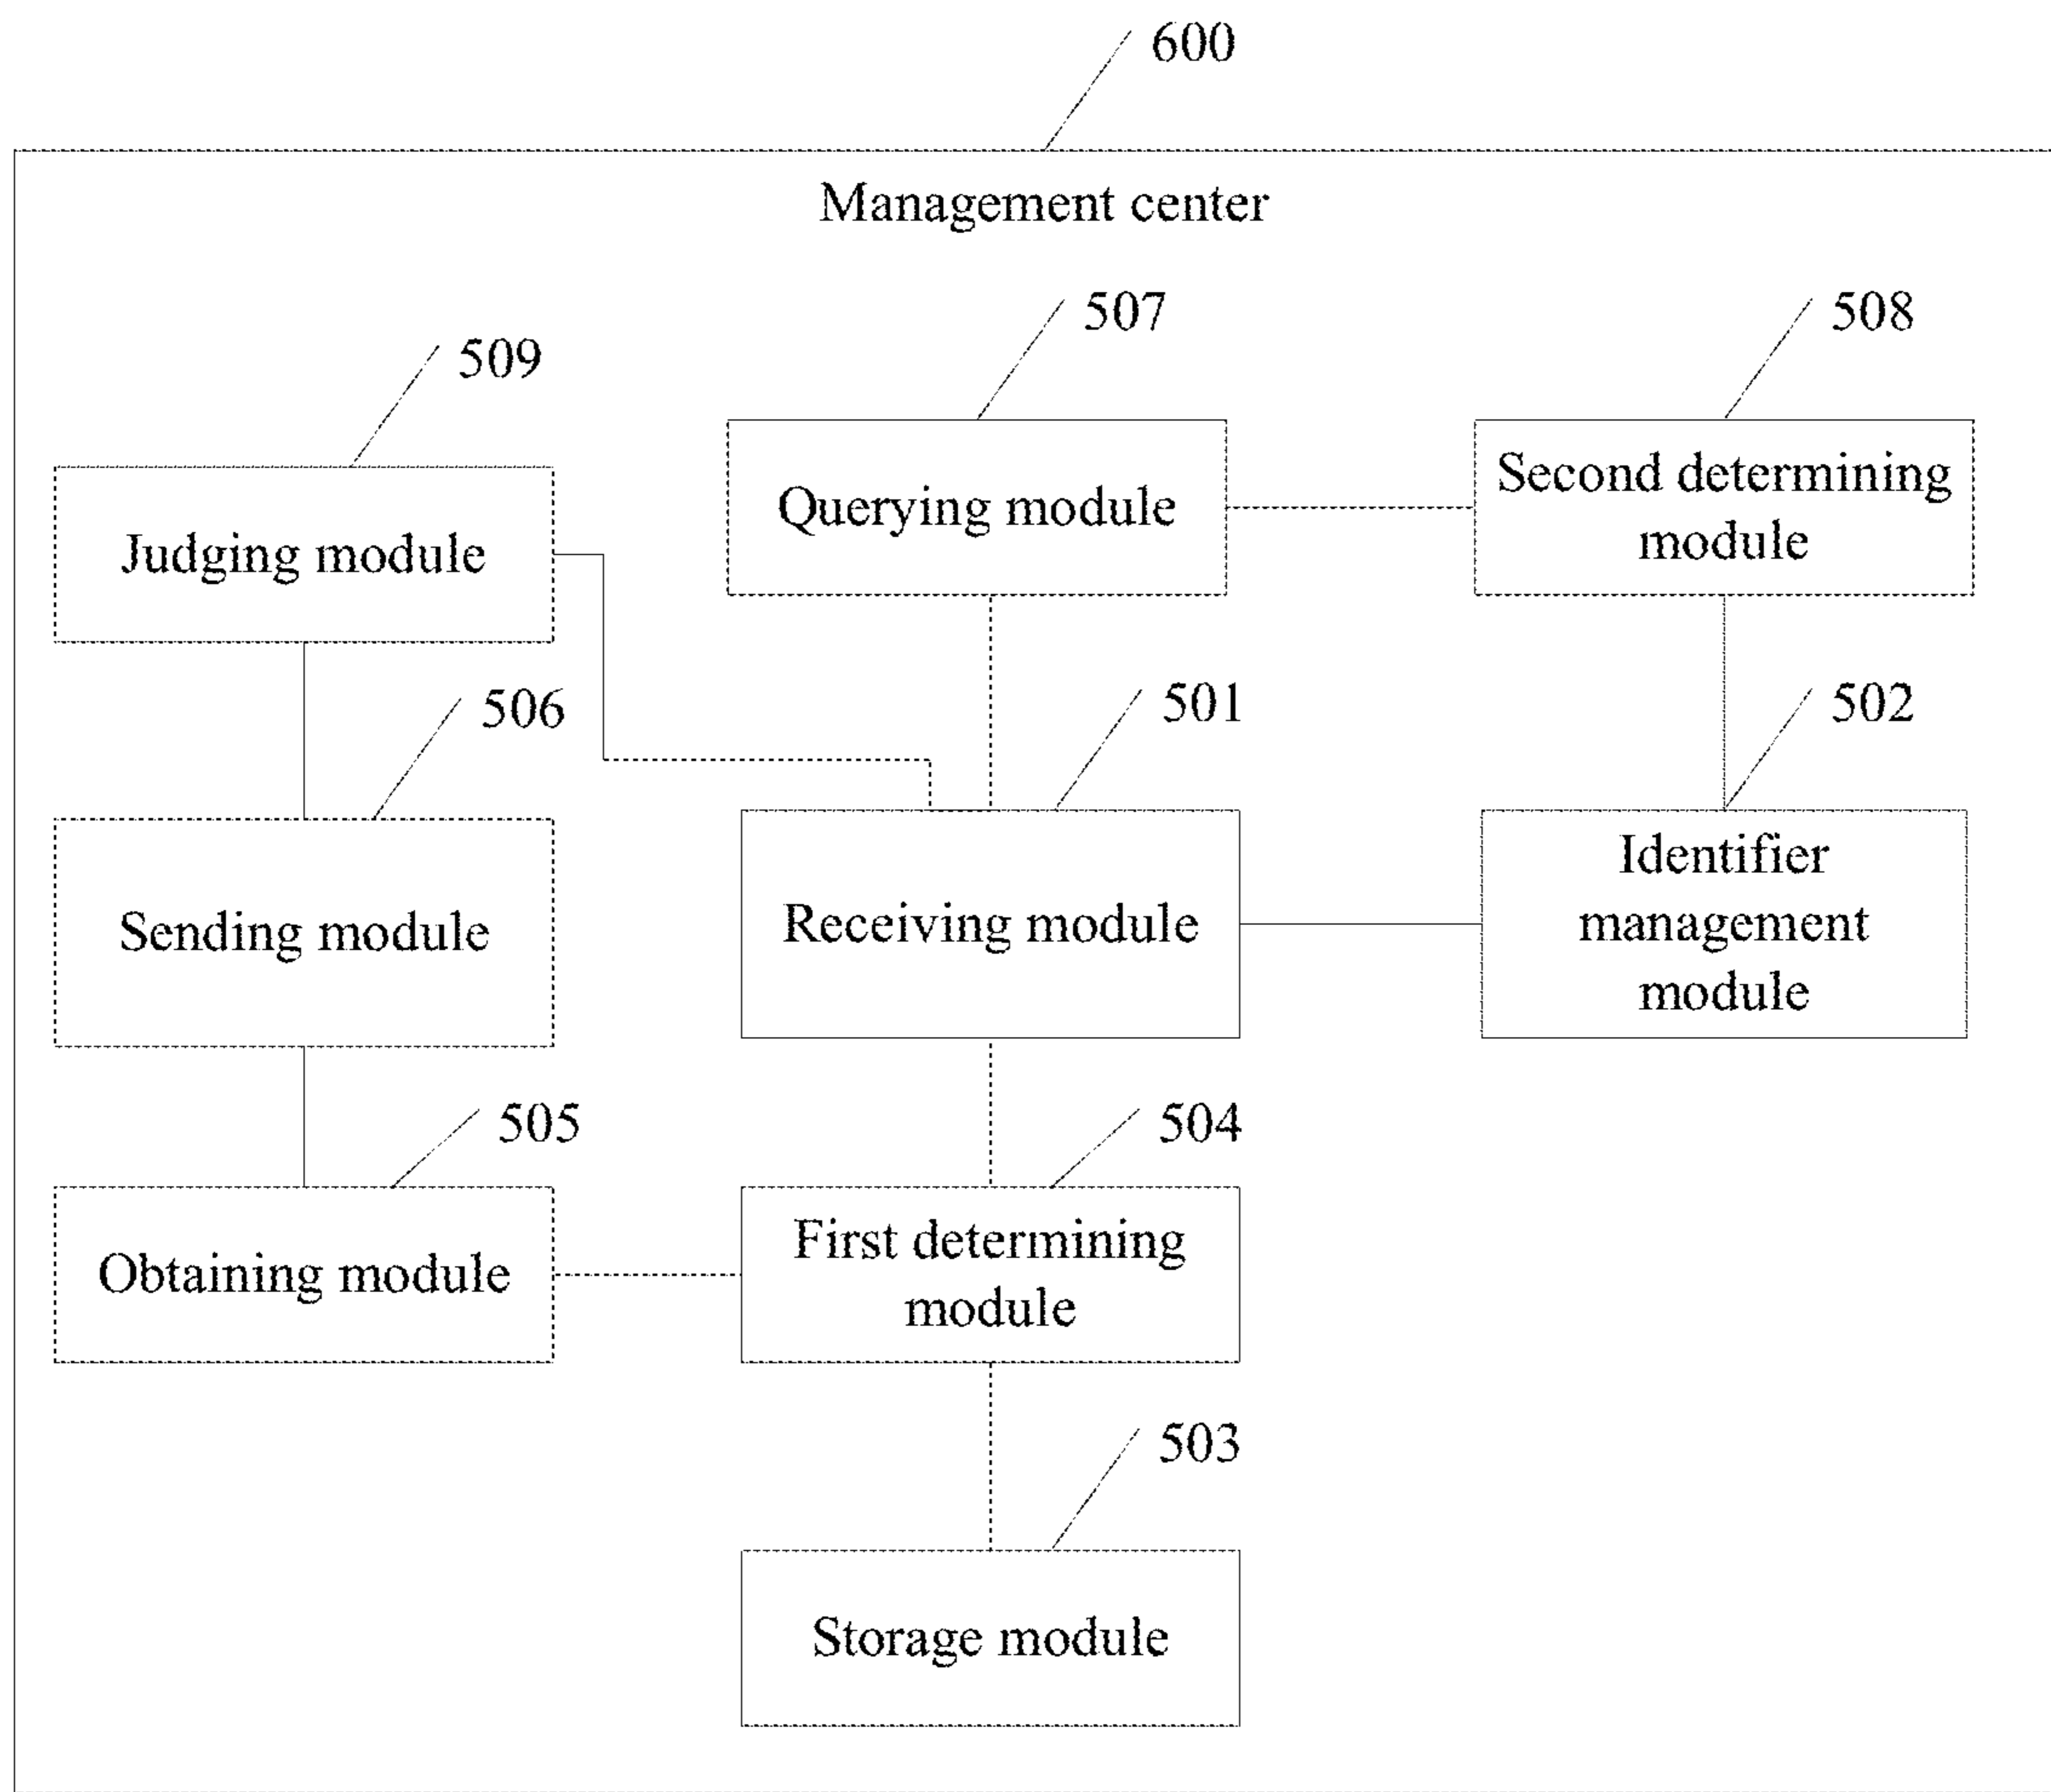 600
Management center
507
508
509
Querying module
Second determining
module
Judging module
506
501
502
Sending module
Receiving module
Identifier
management
module
505
504
Obtaining module
First determining
module
503
Storage module